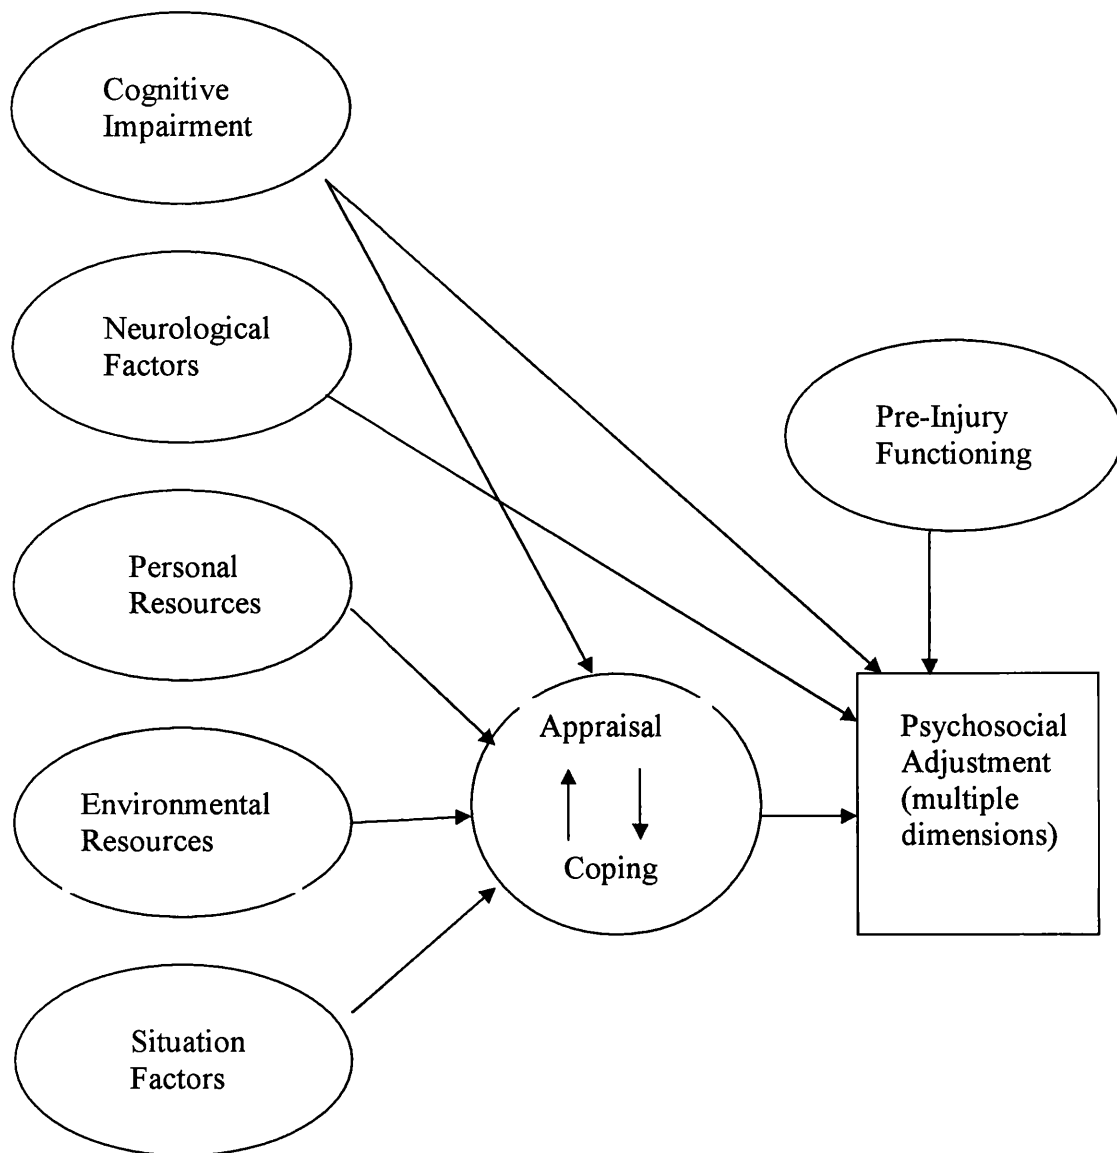 Cognitive
Impairment
Neurological
Factors
Pre-Injury
Functioning
Personal
Resources
Appraisal
Coping
Psychosocial
Adjustment
(multiple
dimensions)
Environmental
Resources
Situation
Factors